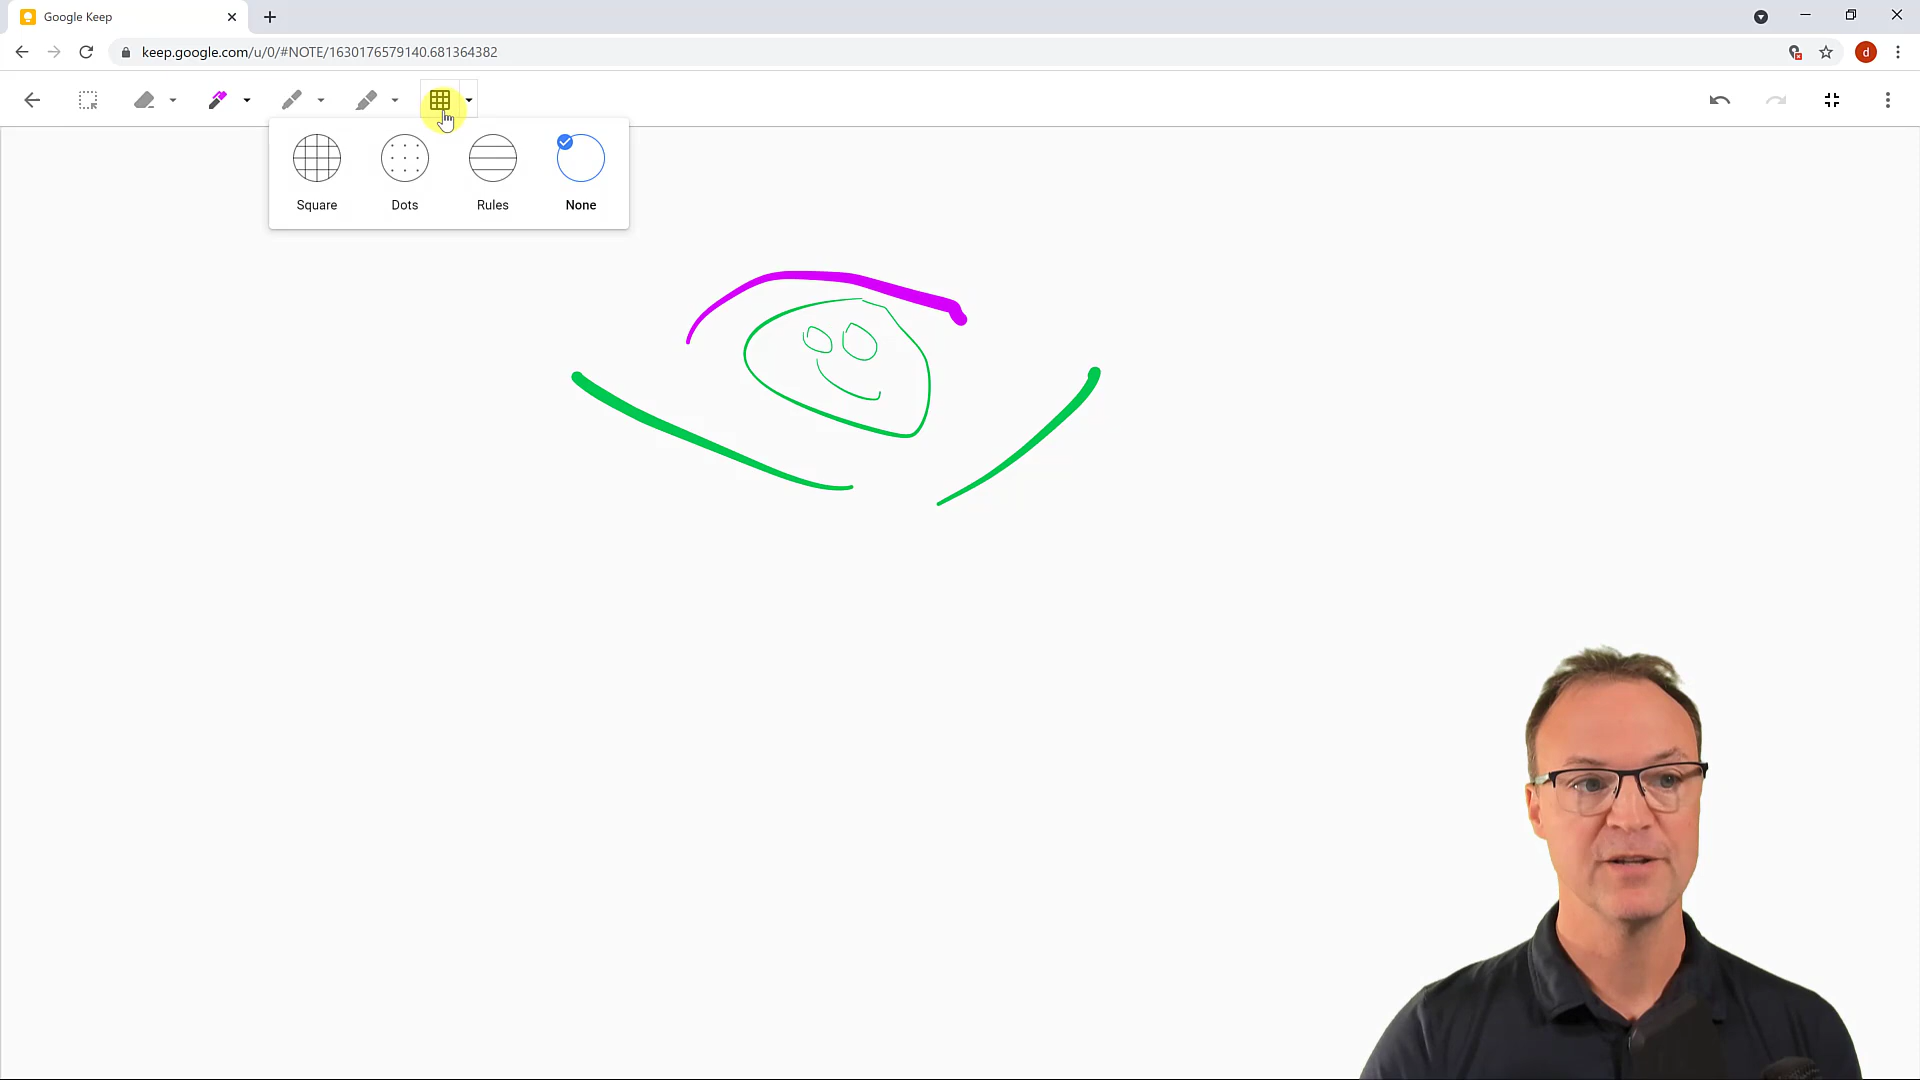 Google Keep
keep.google.com/u/0/#NOTE/1630176579140.681364382
d
Square
Dots
Rules
None